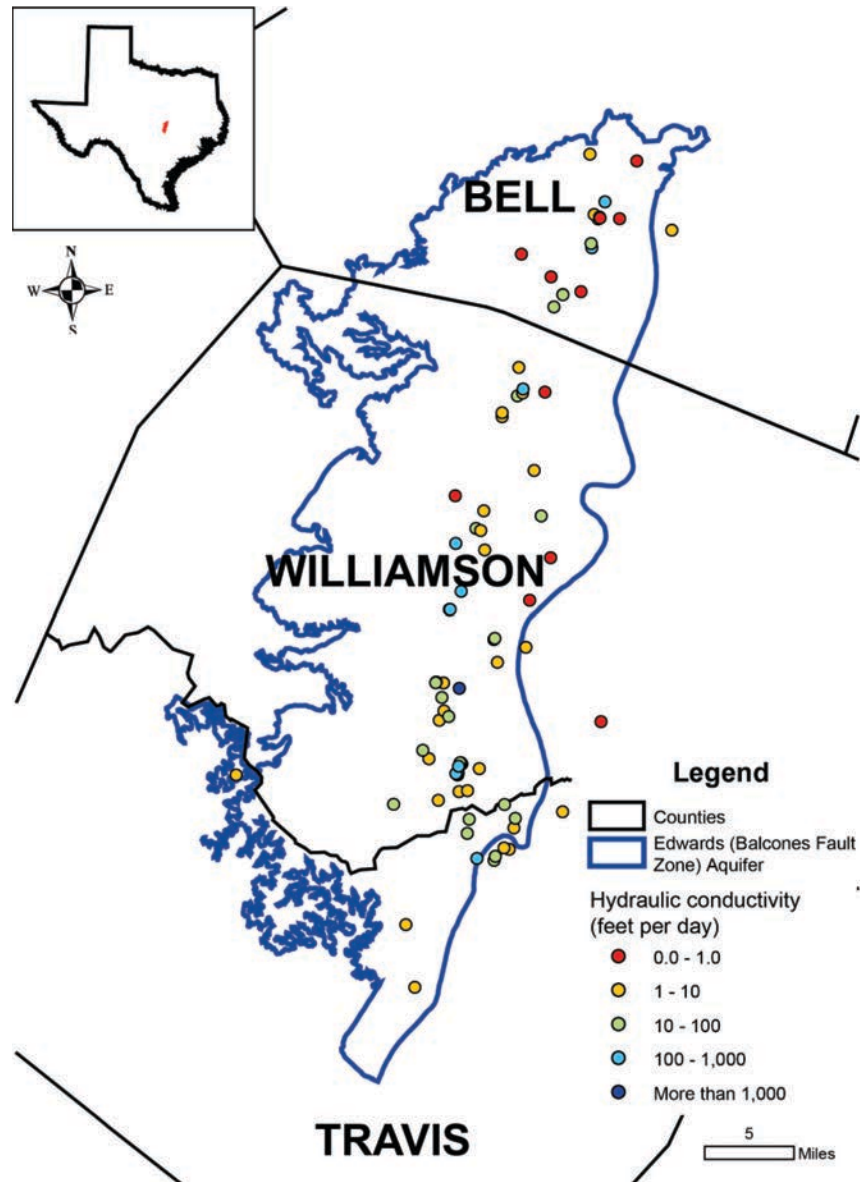 BELL
N
W E
S
WILLIAMSON
TRAVIS
Legend
Counties
Edwards (Balcones Fault
Zone) Aquifer
Hydraulic conductivity
(feet per day)
0.0 - 1.0
1 - 10
10 - 100
100 - 1,000
More than 1,000
5
Miles